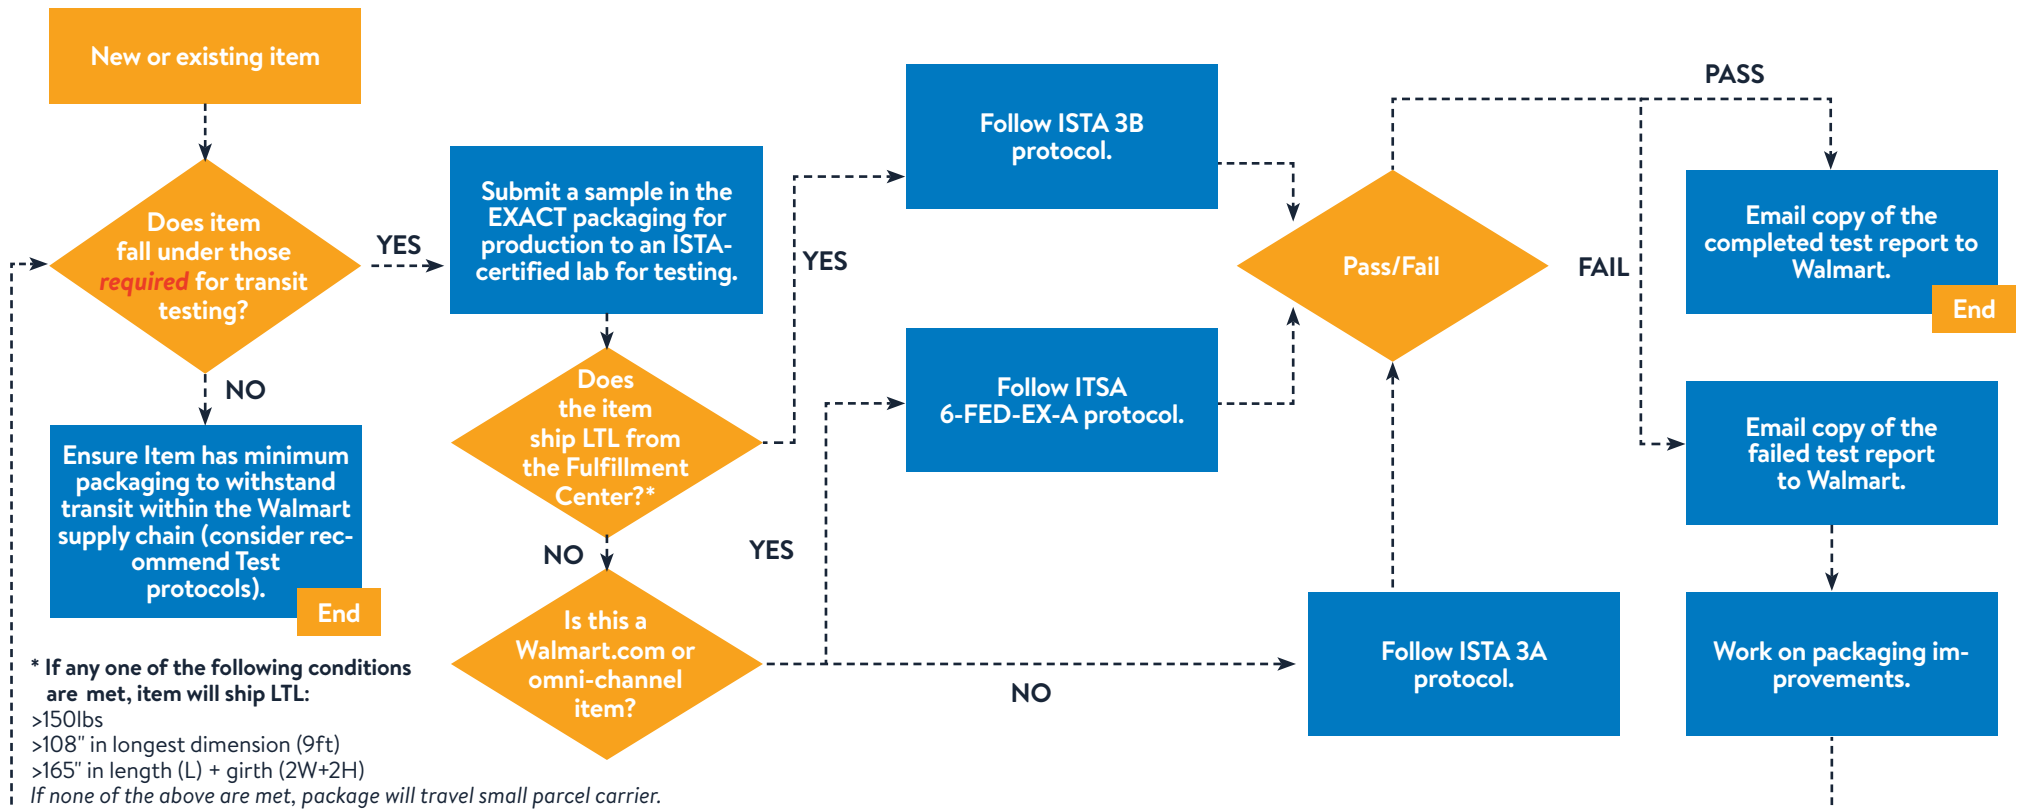 New or existing item
Does item
fall under those
required for transit
testing?
YES
NO
Ensure Item has minimum
packaging to withstand
transit within the Walmart
supply chain (consider rec-
ommend Test
protocols).
End
* If any one of the following conditions
are met, item will ship LTL:
>150lbs
>108" in longest dimension (9ft)
>165" in length (L) + girth (2W+2H)
If none of the above are met, package will travel small parcel carrier.
Submit a sample in the
EXACT packaging for
production to an ISTA-
certified lab for testing.
Does
the item
ship LTL from
the Fulfillment
Center?*
YES
NO
Is this a
Walmart.com or
omni-channel
item?
YES
NO
Follow ISTA 3B
protocol.
Follow ITSA
6-FED-EX-A protocol.
Follow ISTA 3A
protocol.
Pass/Fail
PASS
FAIL
Email copy of the
completed test report to
Walmart.
End
Email copy of the
failed test report
to Walmart.
Work on packaging im-
provements.